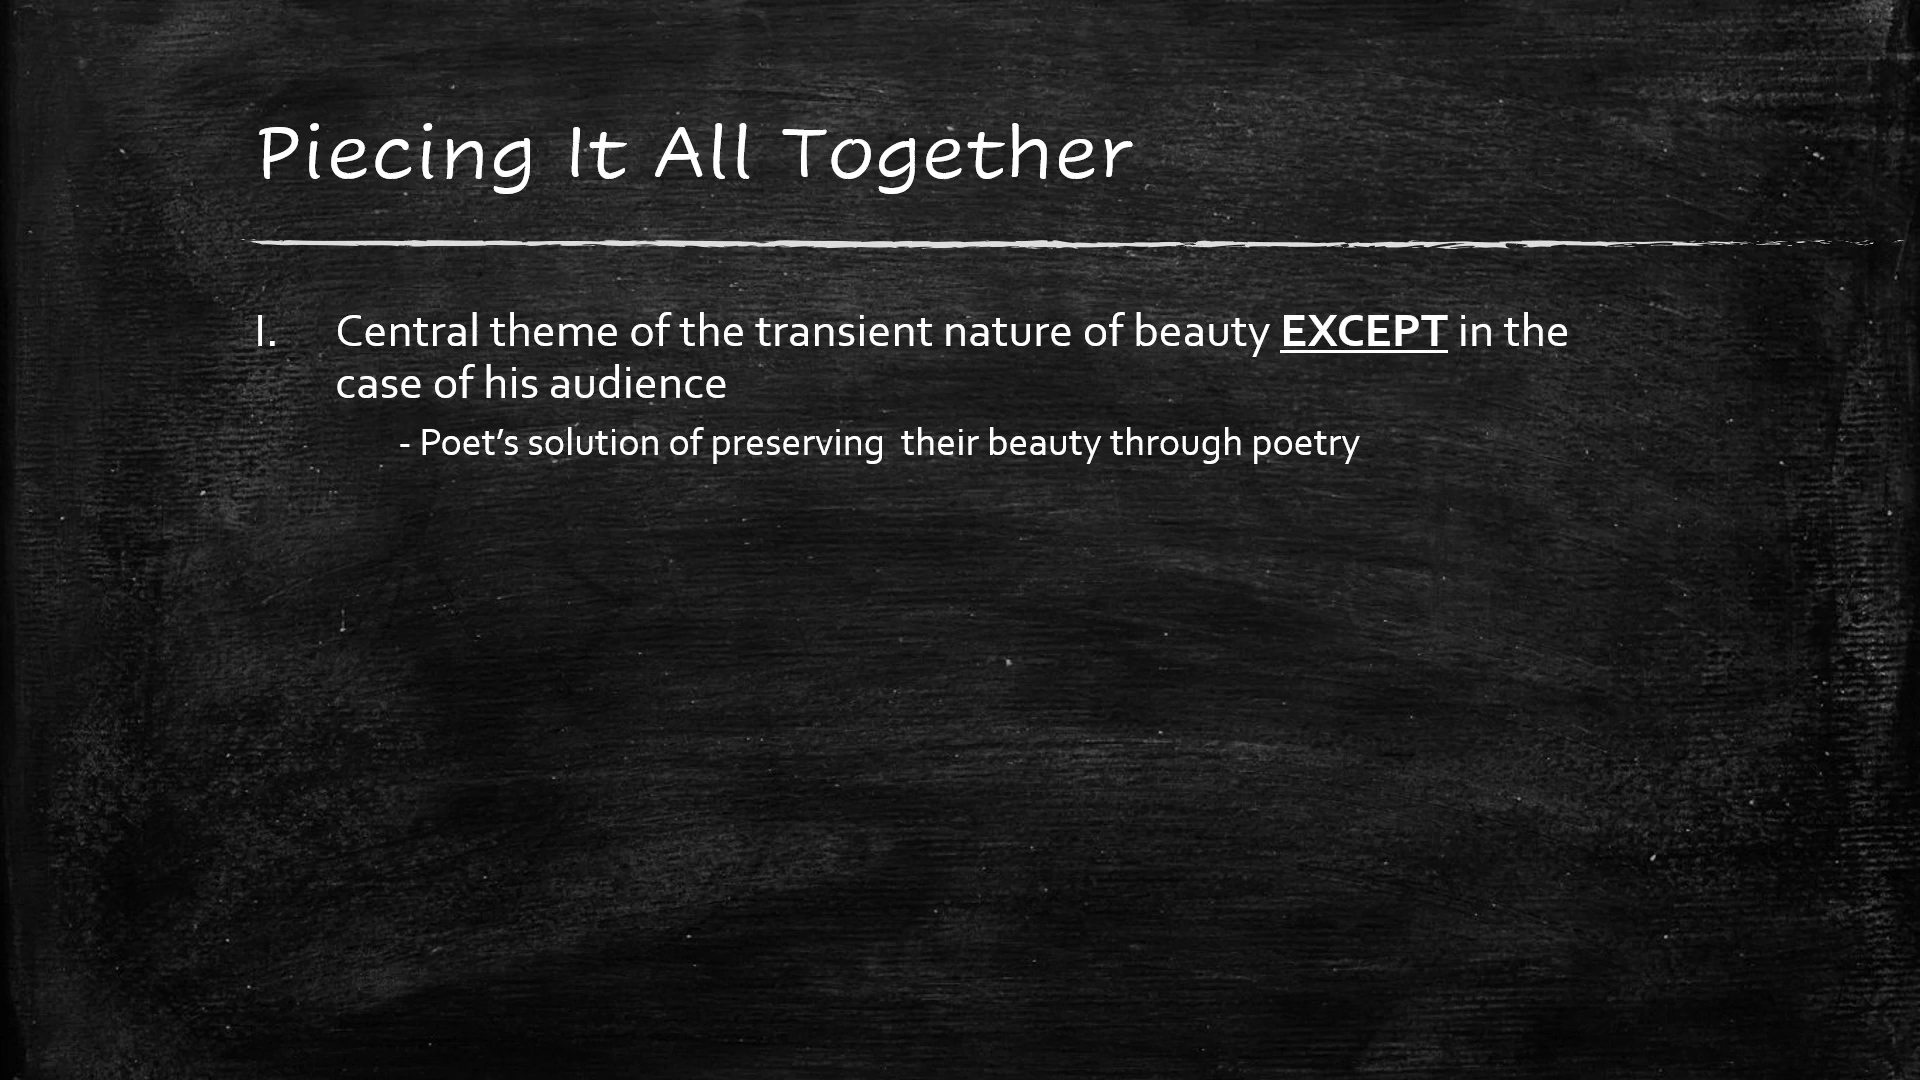 Piecing It All Together
I. Central theme of the transient nature of beauty EXCEPT in the
case of his audience
- Poet’s solution of preserving  their beauty through poetry